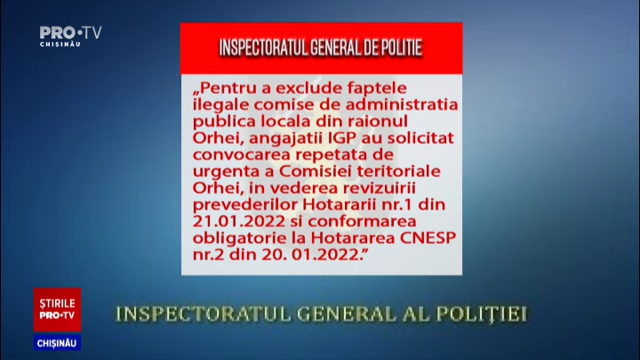 PRO•TV
CHIȘINĂU
INSPECTORATUL GENERAL DE POLITIE
„Pentru a exclude faptele
ilegale comise de administratia
publica locala din raionul
Orhei, angajatii IGP au solicitat
convocarea repetata de
urgenta a Comisiei teritoriale
Orhei, in vederea revizuirii
prevederilor Hotararii nr.1 din
21.01.2022 si conformarea
obligatorie la Hotararea CNESP
nr.2 din 20. 01.2022.”
ȘTIRILE
PRO•TV
CHIȘINĂU
INSPECTORATUL GENERAL AL POLIŢIEI